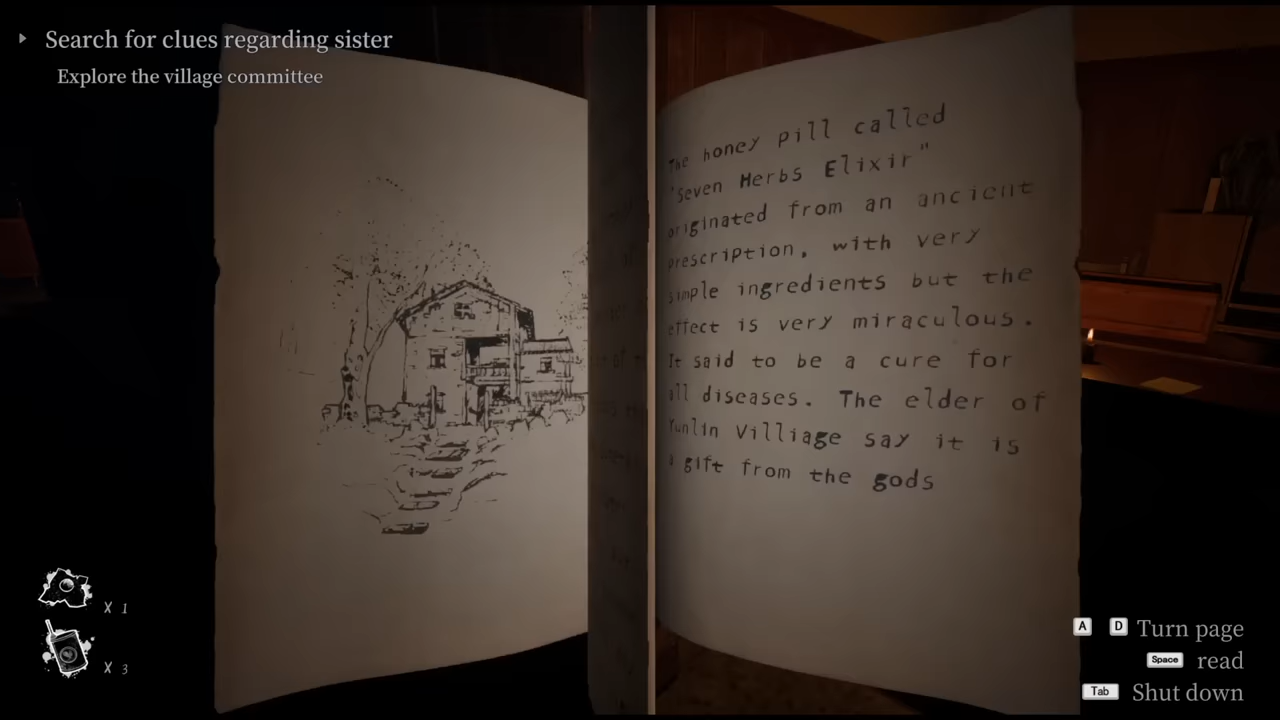 Search for clues regarding sister
Explore the village committee
The honey pill called
"Seven Herbs Elixir"
originated from an ancient
prescription, with very
simple ingredients but the
effect is very miraculous.
It said to be a cure for
all diseases. The elder of
Yunlin Villiage say it is
a gift from the gods
X 1
X 3
A D Turn page
Space read
Tab Shut down